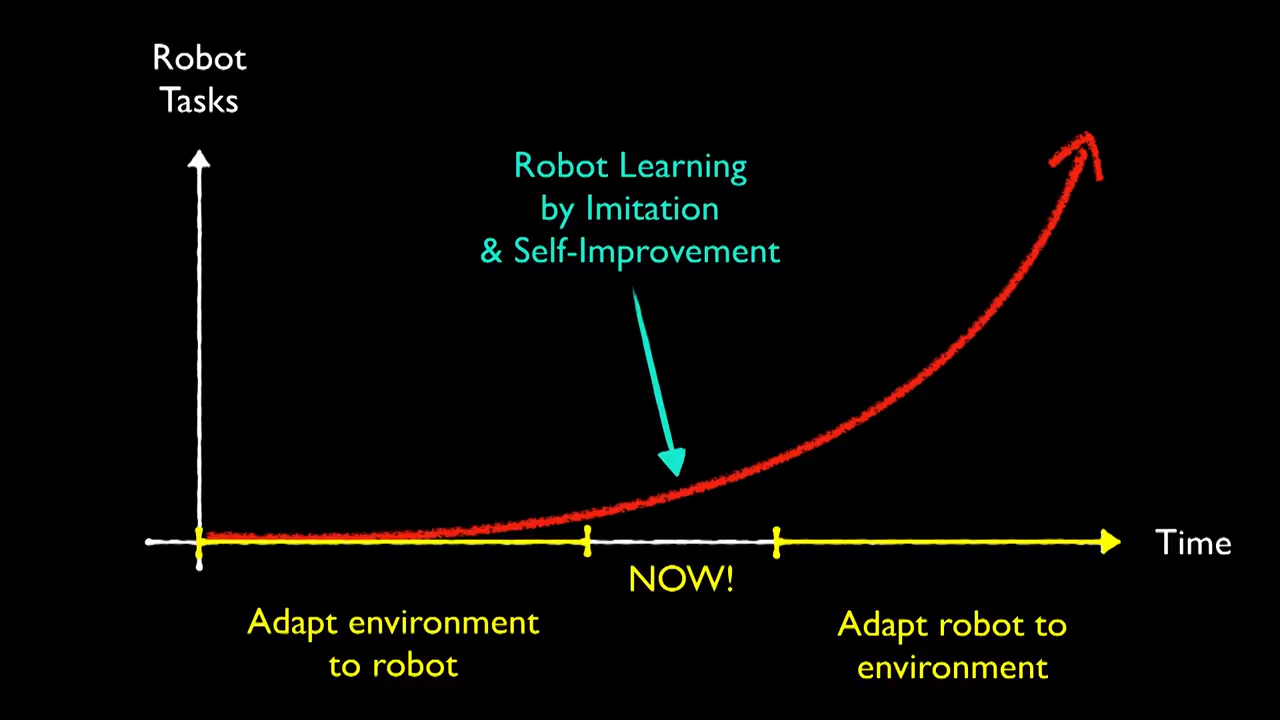 Robot
Tasks
Robot Learning
by Imitation
& Self-Improvement
Time
NOW!
Adapt environment
to robot
Adapt robot to
environment